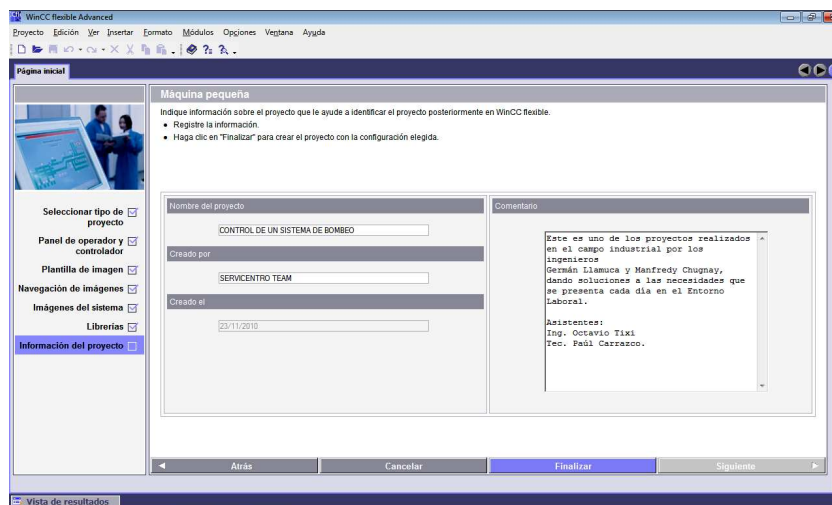 WinCC flexible Advanced
Proyecto Edición Ver Insertar Formato Módulos Opciones Ventana Ayuda
Página inicial
Máquina pequeña
Indique información sobre el proyecto que le ayude a identificar el proyecto posteriormente en WinCC flexible.
• Registre la información.
• Haga clic en "Finalizar" para crear el proyecto con la configuración elegida.
Seleccionar tipo de
proyecto
Panel de operador y
controlador
Plantilla de imagen
Navegación de imágenes
Imágenes del sistema
Librerías
Información del proyecto
Nombre del proyecto
CONTROL DE UN SISTEMA DE BOMBEO
Creado por
SERVICENTRO TEAM
Creado el
23/11/2010
Comentario
Este es uno de los proyectos realizados
en el campo industrial por los
ingenieros
Germán Llamuca y Manfredy Chugnay,
dando soluciones a las necesidades que
se presenta cada día en el Entorno
Laboral.
Asistentes:
Ing. Octavio Tixi
Tec. Paúl Carrazco.
Atrás
Cancelar
Finalizar
Siguiente
Vista de resultados